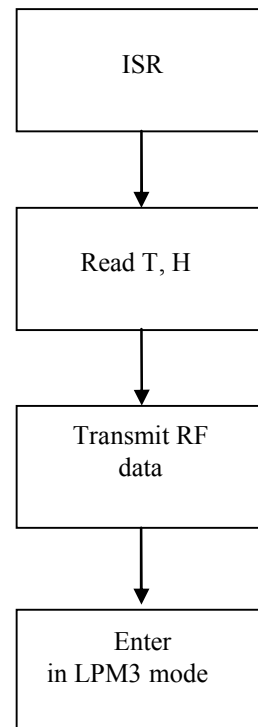 ISR
Read T, H
Transmit RF
data
Enter
in LPM3 mode